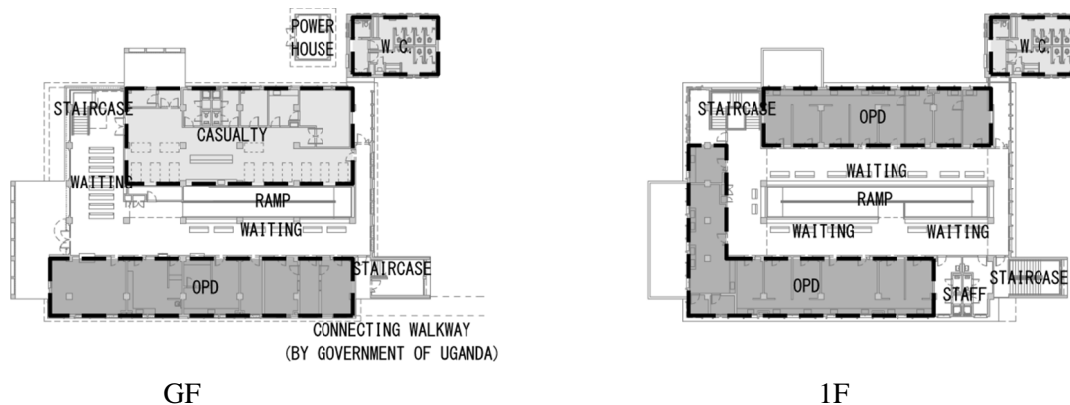 POWER
HOUSE
W.C.
STAIRCASE
CASUALTY
WAITING
RAMP
WAITING
STAIRCASE
OPD
CONNECTING WALKWAY
(BY GOVERNMENT OF UGANDA)
GF
W.C.
STAIRCASE
OPD
WAITING
RAMP
WAITING
WAITING
OPD
STAFF
STAIRCASE
1F